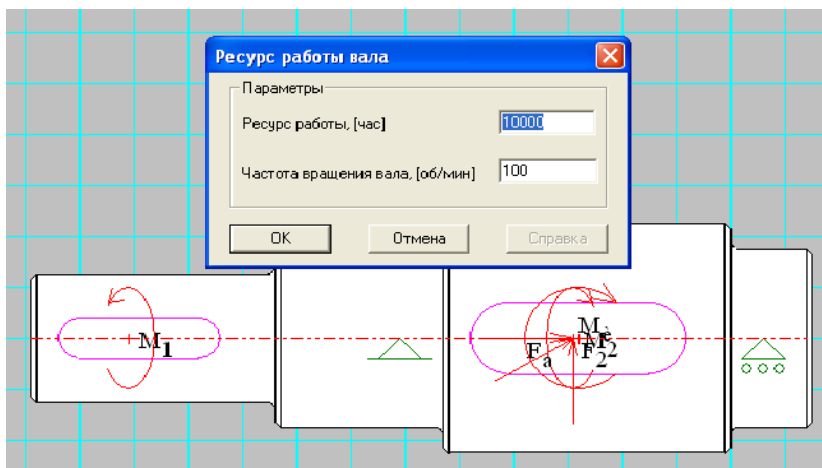 Ресурс работы вала
Параметры
Ресурс работы, [час]
10000
Частота вращения вала, [об/мин]
100
OK
Отмена
Справка
M1
Fa
F2